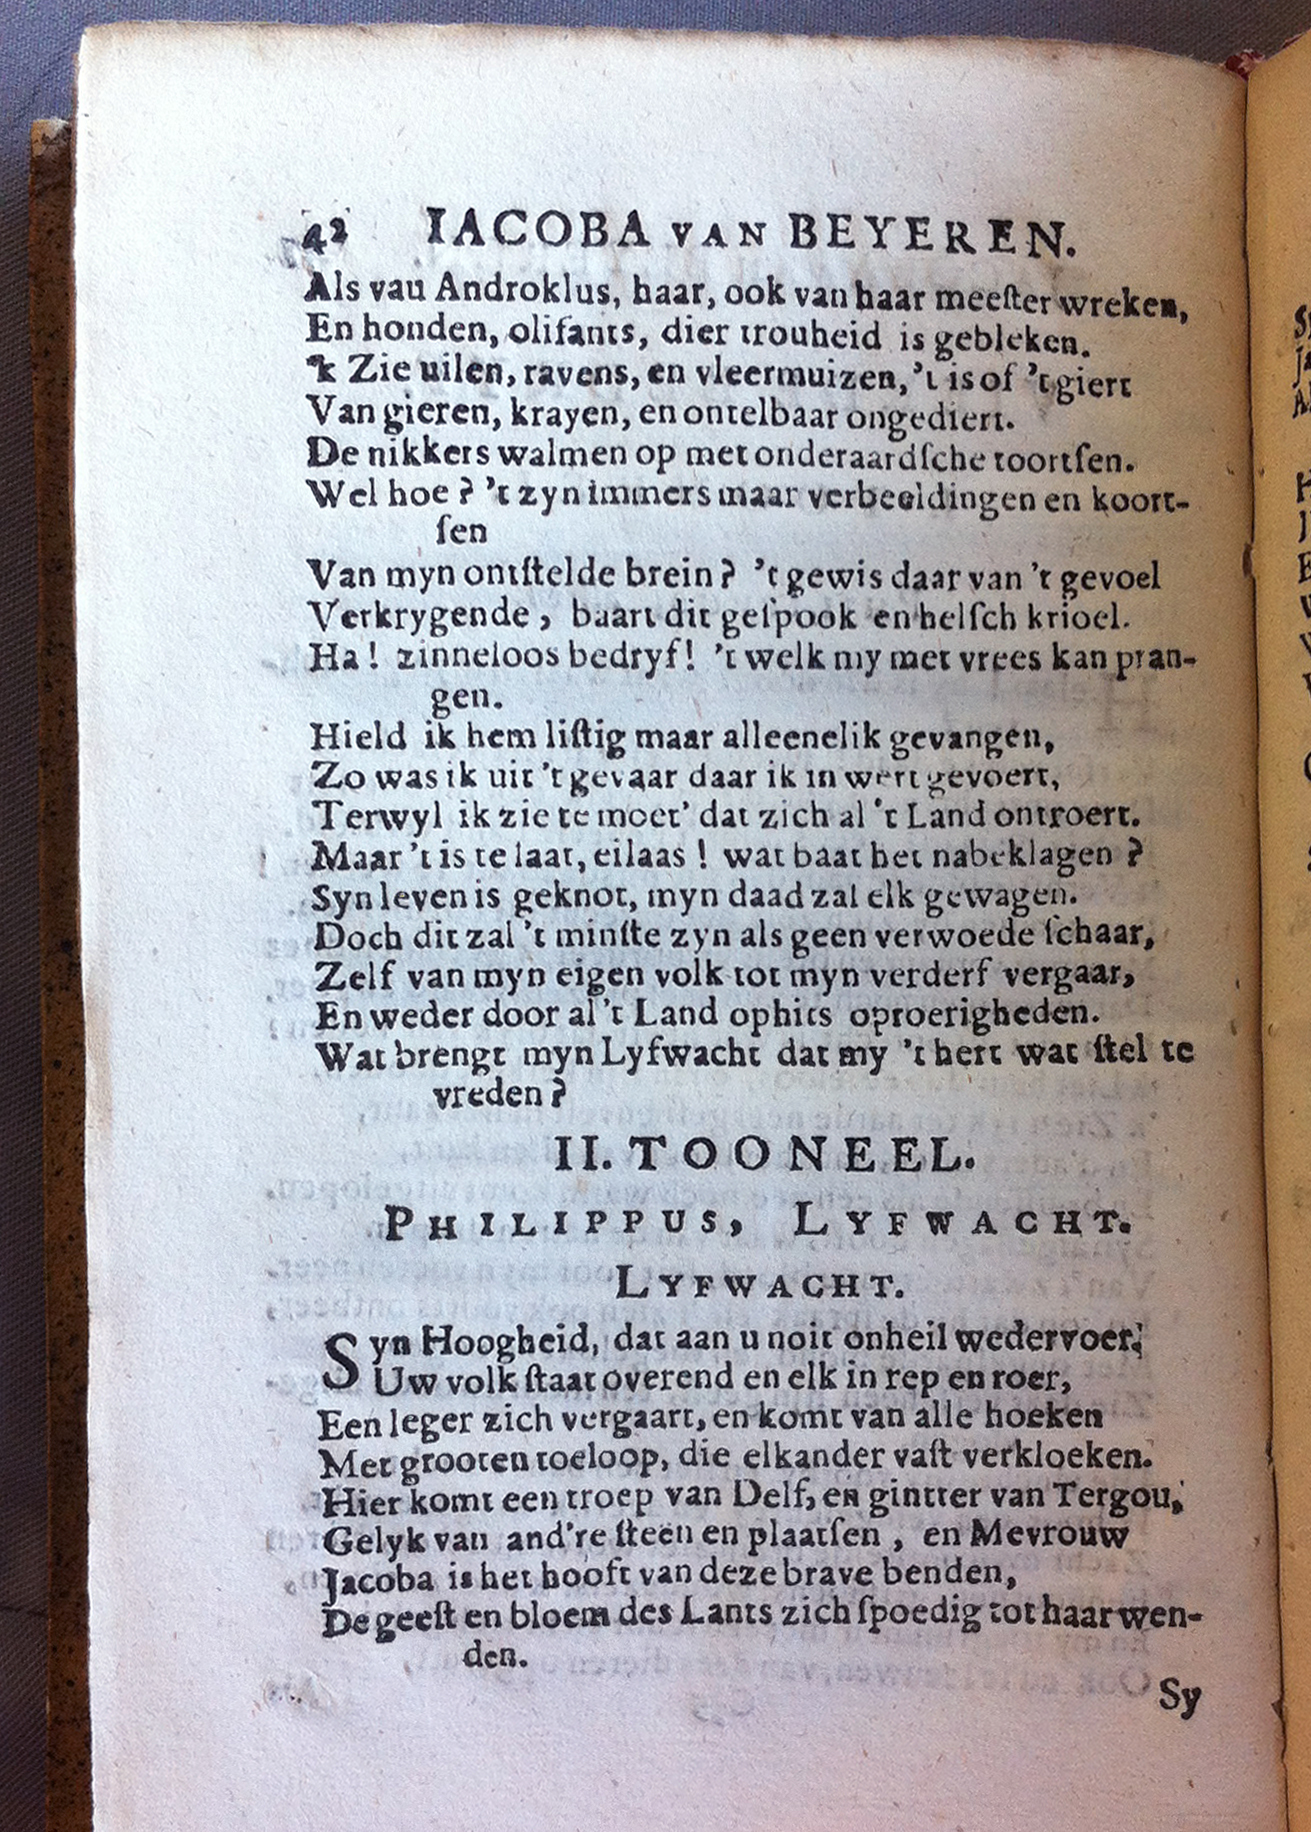 42 IACOBA VAN BEYEREN.
Als vau Androklus, haar, ook van haar meeſter wreken,
En honden, olifants, dier trouheid is gebleken.
'k Zie uilen, ravens, en vleermuizen, 't is of 't giert
Van gieren, krayen, en ontelbaar ongediert.
De nikkers walmen op met onderaardſche toortſen.
Wel hoe? 't zyn immers maar verbeeldingen en koort-
ſen
Van myn ontſtelde brein? 't gewis daar van 't gevoel
Verkrygende, baart dit geſpook en helſch krioel.
Ha! zinneloos bedryf! 't welk my met vrees kan pran-
gen.
Hield ik hem liſtig maar alleenelik gevangen,
Zo was ik uit 't gevaar daar ik in wert gevoert,
Terwyl ik zie te moet' dat zich al 't Land ontroert.
Maar 't is te laat, eilaas! wat baat het nabeklagen?
Syn leven is geknot, myn daad zal elk gewagen.
Doch dit zal 't minſte zyn als geen verwoede ſchaar,
Zelf van myn eigen volk tot myn verderf vergaar,
En weder door al 't Land ophits oproerigheden.
Wat brengt myn Lyfwacht dat my 't hert wat ſtel te
vreden?
II. TOONEEL.
PHILIPPUS, LYFWACHT.
LYFWACHT.
Syn Hoogheid, dat aan u noit onheil wedervoer,
Uw volk ſtaat overend en elk in rep en roer,
Een leger zich vergaart, en komt van alle hoeken
Met grooten toeloop, die elkander vaſt verkloeken.
Hier komt een troep van Delf, en gintter van Tergou,
Gelyk van and're ſteen en plaatſen, en Mevrouw
Jacoba is het hooft van deze brave benden,
De geeſt en bloem des Lants zich ſpoedig tot haar wen-
den.
Sy